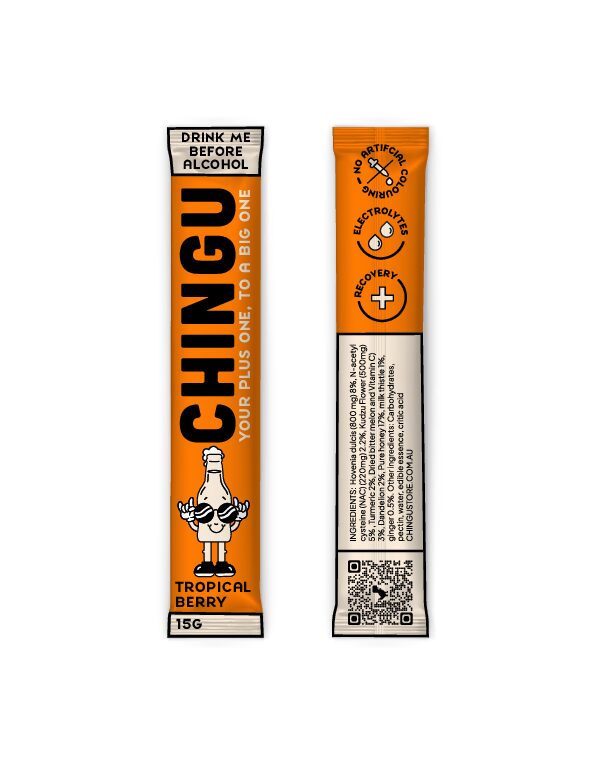 DRINK ME
BEFORE
ALCOHOL
CHINGU
YOUR PLUS ONE, TO A BIG ONE
TROPICAL
BERRY
15G
NO ARTIFCIAL
COLOURING
ELECTROLYTES
RECOVERY
INGREDIENTS: Hovenia dulcis (800 mg) 8%, N- acetyl
cysteine (NAC) (220mg) 2.2%, Kudzu Flower (500mg)
5% , Turmeric 2%, Dried bitter melon and Vitamin C)
3%, Dandelion 2%, Pure honey 17%, milk thistle 1%,
ginger 0.5%. Other ingredients: Carbohydrates,
pectin, water, edible essence, critic acid
CHINGUSTORE.COM.AU